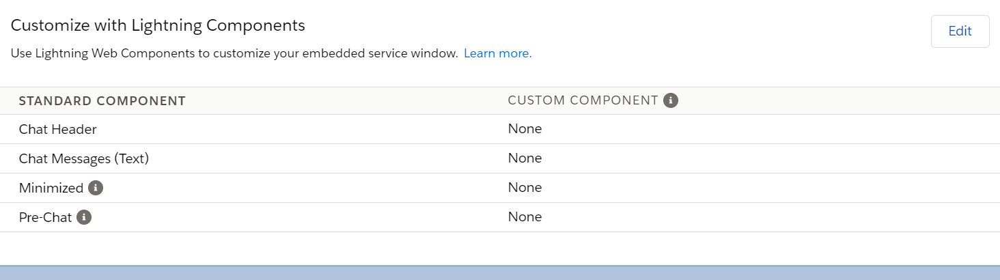 Customize with Lightning Components
Edit
Use Lightning Web Components to customize your embedded service window. Learn more.
STANDARD COMPONENT CUSTOM COMPONENT
Chat Header None
Chat Messages (Text) None
Minimized None
Pre-Chat None